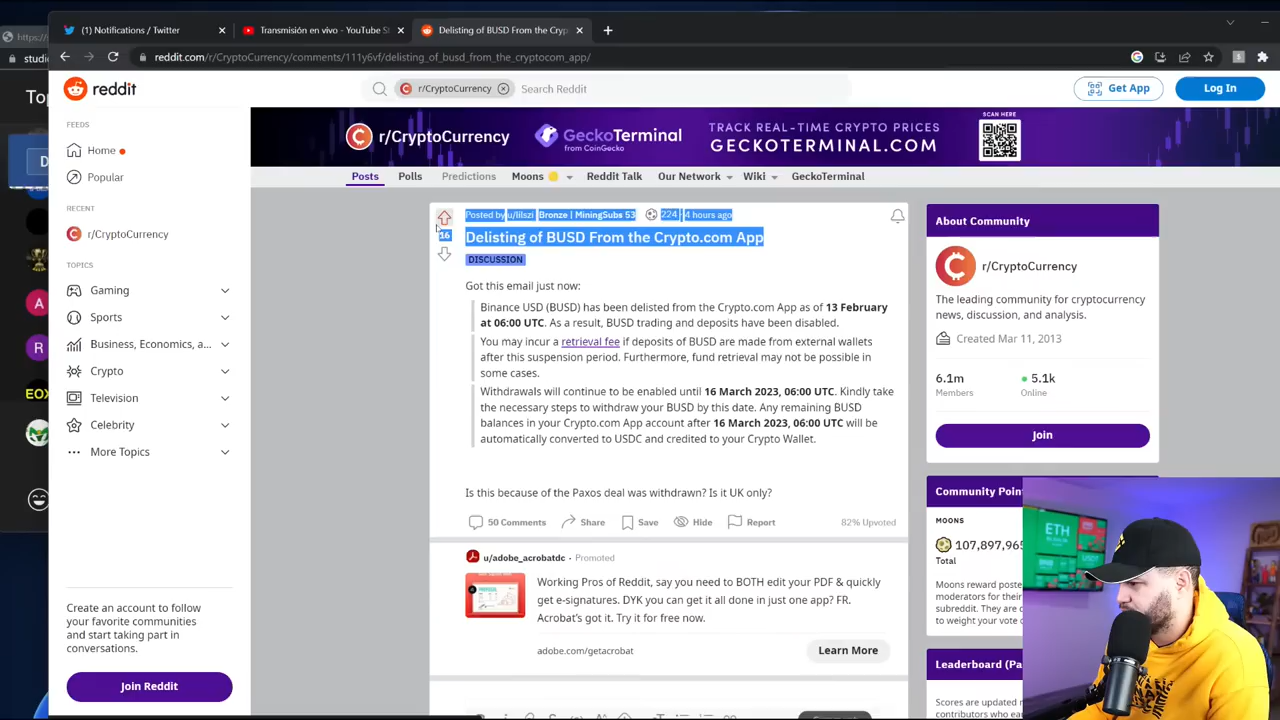 https://
studi
To
D
A
R
EOX
(1) Notifications / Twitter
Transmisión en vivo - YouTube S
Delisting of BUSD From the Cryp
reddit.com/r/CryptoCurrency/comments/111y6vf/delisting_of_busd_from_the_cryptocom_app/
reddit
r/CryptoCurrency
Search Reddit
Get App
Log In
FEEDS
Home
Popular
RECENT
r/CryptoCurrency
TOPICS
Gaming
Sports
Business, Economics, a...
Crypto
Television
Celebrity
More Topics
Create an account to follow
your favorite communities
and start taking part in
conversations.
Join Reddit
r/CryptoCurrency
GeckoTerminal
from CoinGecko
TRACK REAL-TIME CRYPTO PRICES
GECKOTERMINAL.COM
SCAN HERE
Posts
Polls
Predictions
Moons
Reddit Talk
Our Network
Wiki
GeckoTerminal
16
Posted by u/lilszi Bronze | MiningSubs 53 224 4 hours ago
Delisting of BUSD From the Crypto.com App
DISCUSSION
Got this email just now:
Binance USD (BUSD) has been delisted from the Crypto.com App as of 13 February
at 06:00 UTC. As a result, BUSD trading and deposits have been disabled.
You may incur a retrieval fee if deposits of BUSD are made from external wallets
after this suspension period. Furthermore, fund retrieval may not be possible in
some cases.
Withdrawals will continue to be enabled until 16 March 2023, 06:00 UTC. Kindly take
the necessary steps to withdraw your BUSD by this date. Any remaining BUSD
balances in your Crypto.com App account after 16 March 2023, 06:00 UTC will be
automatically converted to USDC and credited to your Crypto Wallet.
Is this because of the Paxos deal was withdrawn? Is it UK only?
50 Comments
Share
Save
Hide
Report
82% Upvoted
u/adobe_acrobatdc · Promoted
Working Pros of Reddit, say you need to BOTH edit your PDF & quickly
get e-signatures. DYK you can get it all done in just one app? FR.
Acrobat's got it. Try it for free now.
adobe.com/getacrobat
Learn More
About Community
r/CryptoCurrency
The leading community for cryptocurrency
news, discussion, and analysis.
Created Mar 11, 2013
6.1m
Members
5.1k
Online
Join
Community Poin
MOONS
107,897,965
Total
Moons reward poste
moderators for their
subreddit. They are
to weight your vote
Leaderboard (Pa
Scores are updated
contributors who ea
ETH